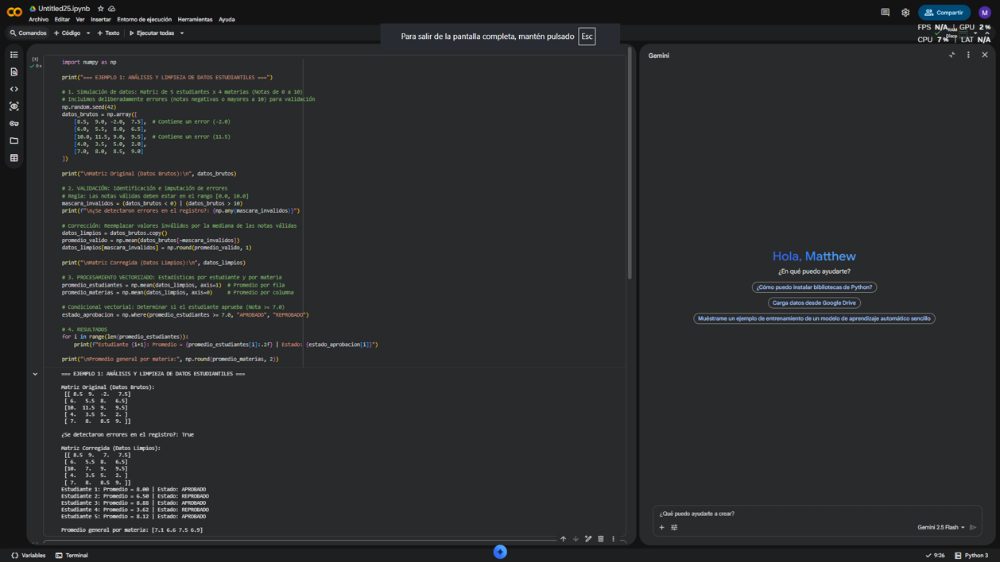 Untitled25.ipynb
Archivo Editar Ver Insertar Entorno de ejecución Herramientas Ayuda
Compartir
M
Comandos + Código + Texto Ejecutar todas
Para salir de la pantalla completa, mantén pulsado Esc
FPS N/A GPU 2 %
RAM
Disco
CPU 7 % LAT N/A
[1]
0 s
import numpy as np
print("=== EJEMPLO 1: ANÁLISIS Y LIMPIEZA DE DATOS ESTUDIANTILES ===")
# 1. Simulación de datos: Matriz de 5 estudiantes x 4 materias (Notas de 0 a 10)
# Incluimos deliberadamente errores (notas negativas o mayores a 10) para validación
np.random.seed(42)
datos_brutos = np.array([
[8.5, 9.0, -2.0, 7.5], # Contiene un error (-2.0)
[6.0, 5.5, 8.0, 6.5],
[10.0, 11.5, 9.0, 9.5], # Contiene un error (11.5)
[4.0, 3.5, 5.0, 2.0],
[7.0, 8.0, 8.5, 9.0]
])
print("\nMatriz Original (Datos Brutos):\n", datos_brutos)
# 2. VALIDACIÓN: Identificación e imputación de errores
# Regla: Las notas válidas deben estar en el rango [0.0, 10.0]
mascara_invalidos = (datos_brutos < 0) | (datos_brutos > 10)
print(f"\n¿Se detectaron errores en el registro?: {np.any(mascara_invalidos)}")
# Corrección: Reemplazar valores inválidos por la mediana de las notas válidas
datos_limpios = datos_brutos.copy()
promedio_valido = np.mean(datos_brutos[~mascara_invalidos])
datos_limpios[mascara_invalidos] = np.round(promedio_valido, 1)
print("\nMatriz Corregida (Datos Limpios):\n", datos_limpios)
# 3. PROCESAMIENTO VECTORIZADO: Estadísticas por estudiante y por materia
promedio_estudiantes = np.mean(datos_limpios, axis=1) # Promedio por fila
promedio_materias = np.mean(datos_limpios, axis=0) # Promedio por columna
# Condicional vectorial: Determinar si el estudiante aprueba (Nota >= 7.0)
estado_aprobacion = np.where(promedio_estudiantes >= 7.0, "APROBADO", "REPROBADO")
# 4. RESULTADOS
for i in range(len(promedio_estudiantes)):
print(f"Estudiante {i+1}: Promedio = {promedio_estudiantes[i]:.2f} | Estado: {estado_aprobacion[i]}")
print("\nPromedio general por materia:", np.round(promedio_materias, 2))
=== EJEMPLO 1: ANÁLISIS Y LIMPIEZA DE DATOS ESTUDIANTILES ===
Matriz Original (Datos Brutos):
[[ 8.5 9. -2. 7.5]
[ 6. 5.5 8. 6.5]
[10. 11.5 9. 9.5]
[ 4. 3.5 5. 2. ]
[ 7. 8. 8.5 9. ]]
¿Se detectaron errores en el registro?: True
Matriz Corregida (Datos Limpios):
[[ 8.5 9. 7. 7.5]
[ 6. 5.5 8. 6.5]
[10. 7. 9. 9.5]
[ 4. 3.5 5. 2. ]
[ 7. 8. 8.5 9. ]]
Estudiante 1: Promedio = 8.00 | Estado: APROBADO
Estudiante 2: Promedio = 6.50 | Estado: REPROBADO
Estudiante 3: Promedio = 8.88 | Estado: APROBADO
Estudiante 4: Promedio = 3.62 | Estado: REPROBADO
Estudiante 5: Promedio = 8.12 | Estado: APROBADO
Promedio general por materia: [7.1 6.6 7.5 6.9]
Gemini
Hola, Matthew
¿En qué puedo ayudarte?
¿Cómo puedo instalar bibliotecas de Python?
Carga datos desde Google Drive
Muéstrame un ejemplo de entrenamiento de un modelo de aprendizaje automático sencillo
¿Qué puedo ayudarte a crear?
Gemini 2.5 Flash
Variables Terminal
9:26 Python 3